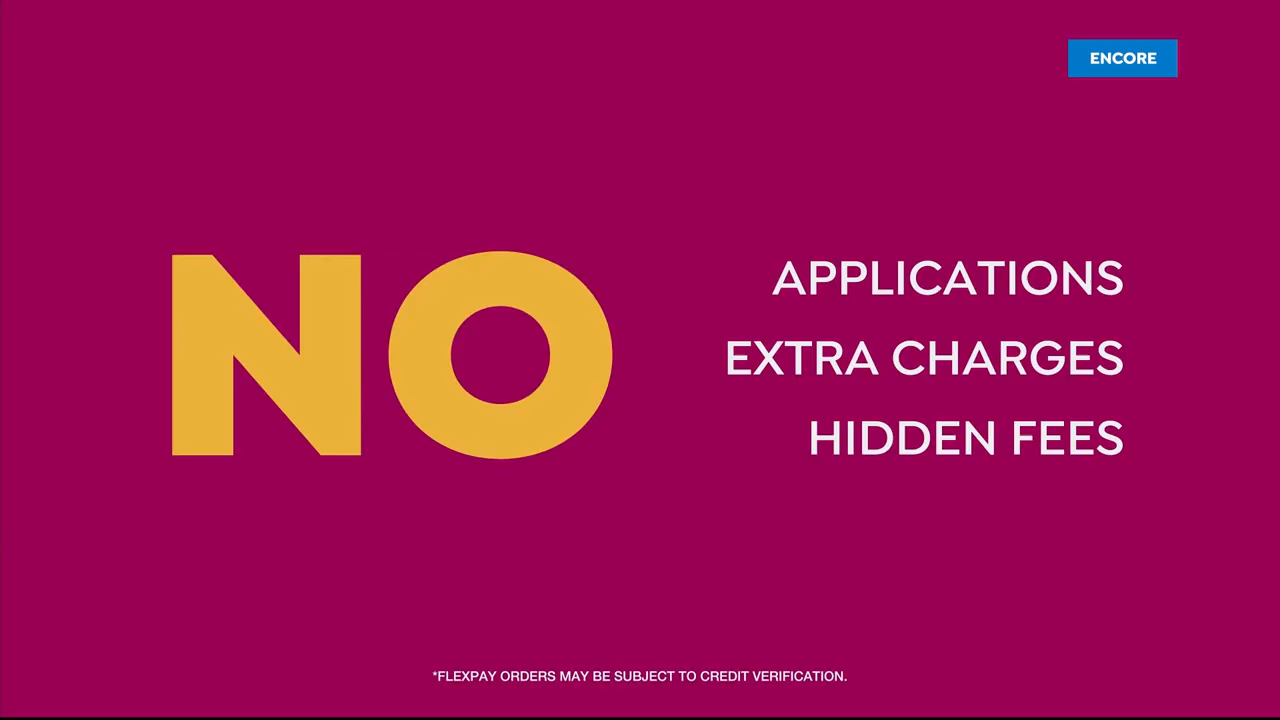 ENCORE
NO
APPLICATIONS
EXTRA CHARGES
HIDDEN FEES
*FLEXPAY ORDERS MAY BE SUBJECT TO CREDIT VERIFICATION.